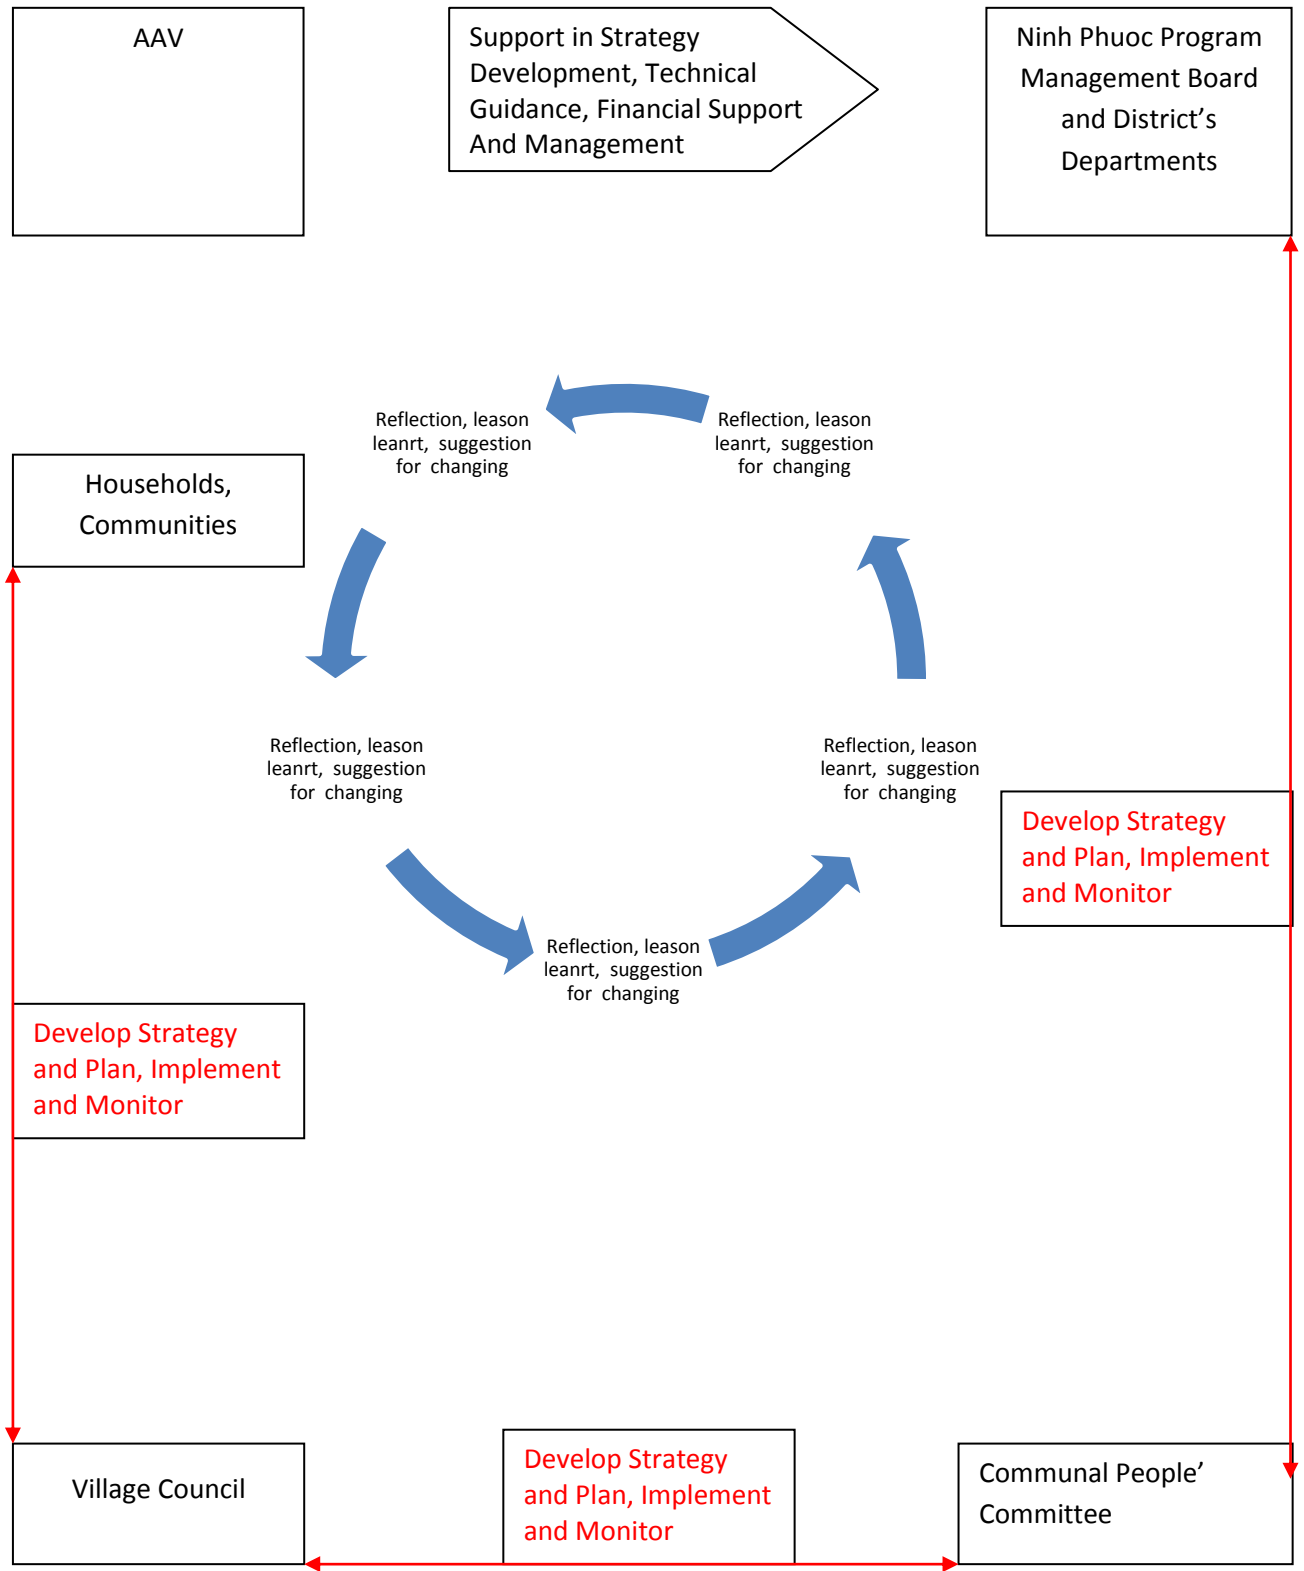 AAV
Support in Strategy
Development, Technical
Guidance, Financial Support
And Management
Ninh Phuoc Program
Management Board
and District’s
Departments
Reflection, leason
leanrt, suggestion
for changing
Reflection, leason
leanrt, suggestion
for changing
Households,
Communities
Reflection, leason
leanrt, suggestion
for changing
Reflection, leason
leanrt, suggestion
for changing
Develop Strategy
and Plan, Implement
and Monitor
Reflection, leason
leanrt, suggestion
for changing
Develop Strategy
and Plan, Implement
and Monitor
Village Council
Develop Strategy
and Plan, Implement
and Monitor
Communal People’
Committee